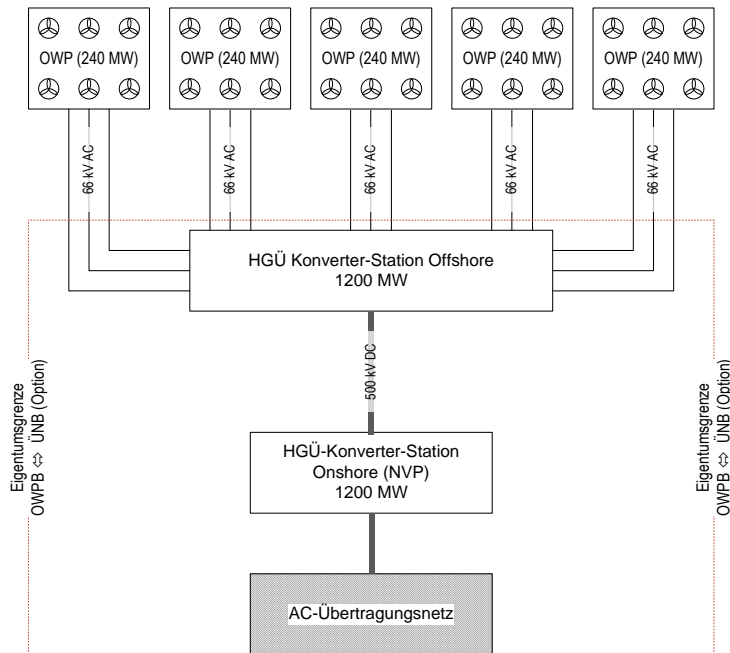 OWP (240 MW)
OWP (240 MW)
OWP (240 MW)
OWP (240 MW)
OWP (240 MW)
66 kV AC
66 kV AC
66 kV AC
66 kV AC
66 kV AC
HGÜ Konverter-Station Offshore
1200 MW
500 kV DC
Eigentumsgrenze
OWPB ⇔ ÜNB (Option)
Eigentumsgrenze
OWPB ⇔ ÜNB (Option)
HGÜ-Konverter-Station
Onshore (NVP)
1200 MW
AC-Übertragungsnetz